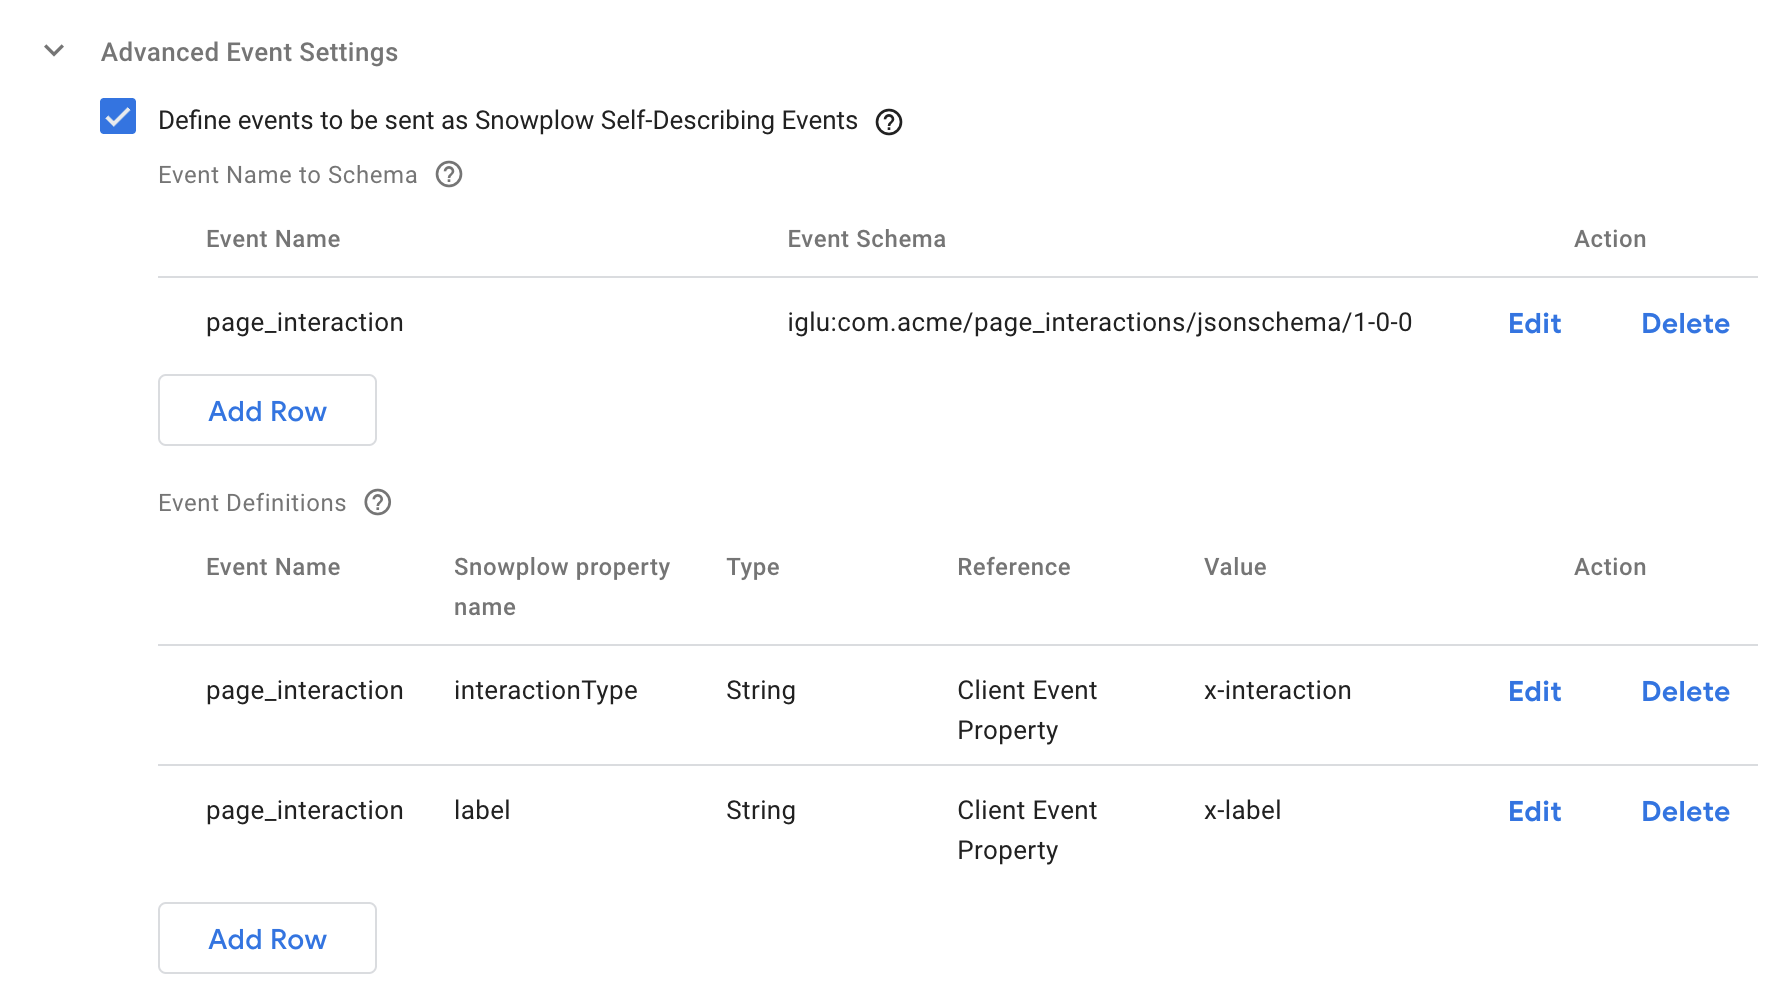 Advanced Event Settings
Define events to be sent as Snowplow Self-Describing Events
Event Name to Schema
Event Name Event Schema Action
page_interaction iglu:com.acme/page_interactions/jsonschema/1-0-0 Edit Delete
Add Row
Event Definitions
Event Name Snowplow property Type Reference Value Action
name
page_interaction interactionType String Client Event x-interaction Edit Delete
Property
page_interaction label String Client Event x-label Edit Delete
Property
Add Row